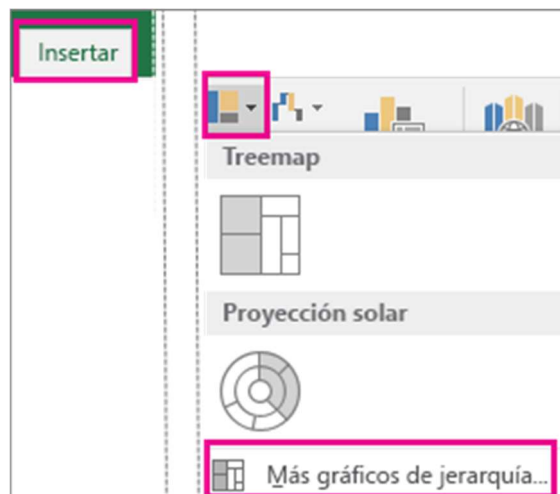 Insertar
Treemap
Proyección solar
Más gráficos de jerarquía...